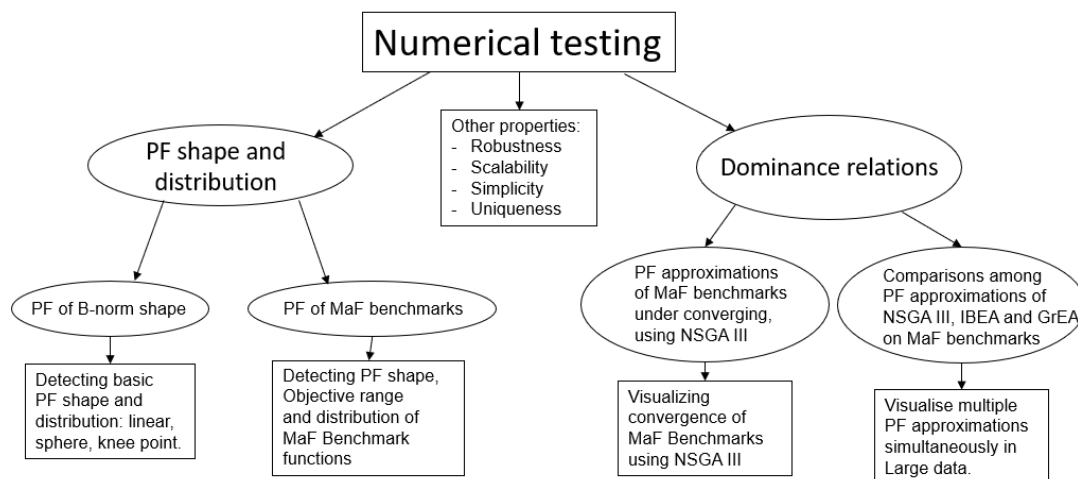 Numerical testing
PF shape and
distribution
Other properties:
- Robustness
- Scalability
- Simplicity
- Uniqueness
Dominance relations
PF of B-norm shape
PF of MaF benchmarks
PF approximations
of MaF benchmarks
under converging,
using NSGA III
Comparisons among
PF approximations of
NSGA III, IBEA and GrEA
on MaF benchmarks
Detecting basic
PF shape and
distribution: linear,
sphere, knee point.
Detecting PF shape,
Objective range
and distribution of
MaF Benchmark
functions
Visualizing
convergence of
MaF Benchmarks
using NSGA III
Visualise multiple
PF approximations
simultaneously in
Large data.